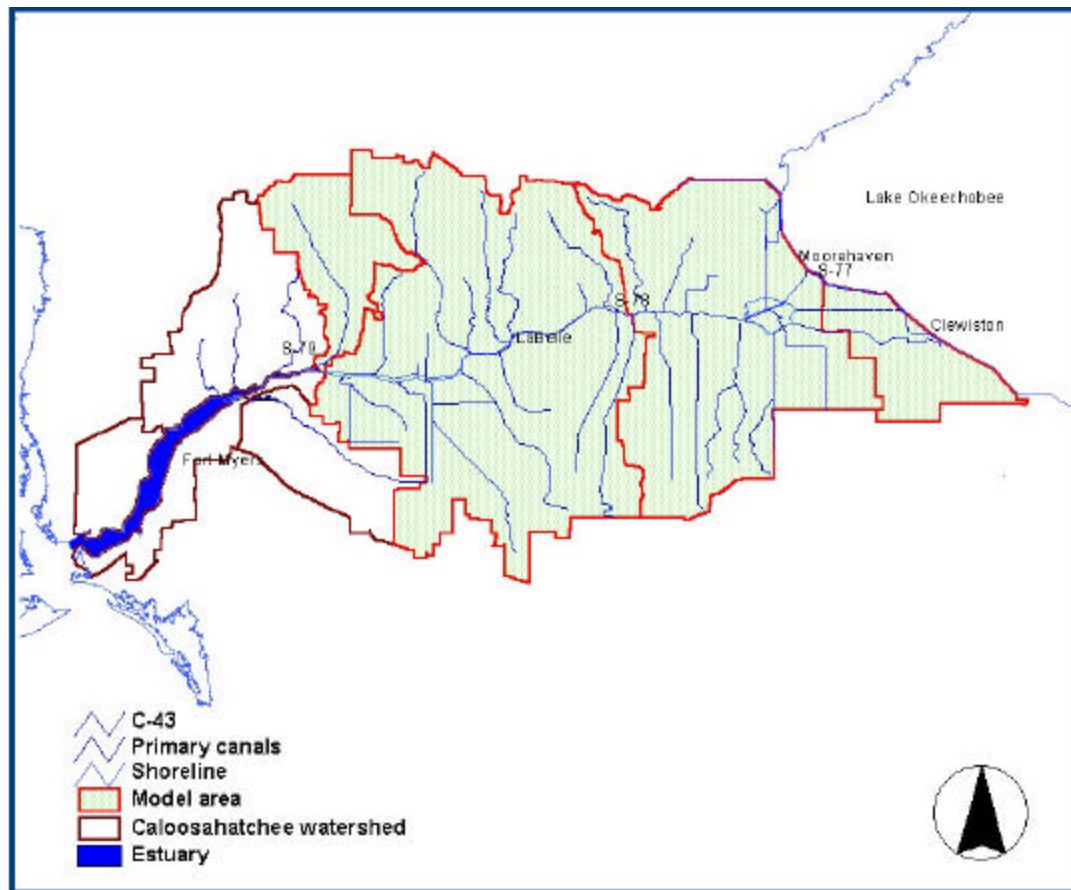 Lake Okeechobee
Moorehaven
S-77
S-78
Clewiston
Labelle
S-79
Fort Myers
C-43
Primary canals
Shoreline
Model area
Caloosahatchee watershed
Estuary